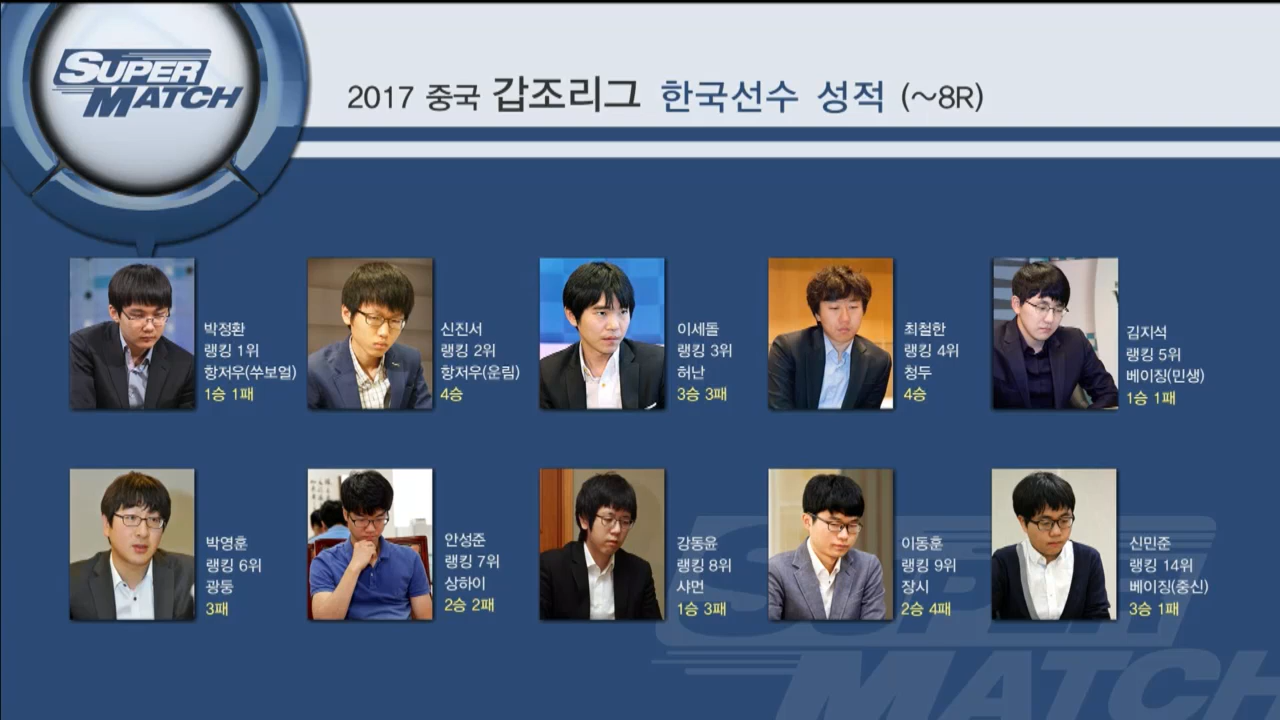 SUPER
MATCH
2017 중국 갑조리그 한국선수 성적 (~8R)
박정환
랭킹 1위
항저우(쑤보얼)
1승 1패
신진서
랭킹 2위
항저우(운림)
4승
이세돌
랭킹 3위
허난
3승 3패
최철한
랭킹 4위
청두
4승
김지석
랭킹 5위
베이징(민생)
1승 1패
박영훈
랭킹 6위
광둥
3패
안성준
랭킹 7위
상하이
2승 2패
강동윤
랭킹 8위
샤먼
1승 3패
이동훈
랭킹 9위
장시
2승 4패
신민준
랭킹 14위
베이징(중신)
3승 1패
SUPER
MATCH